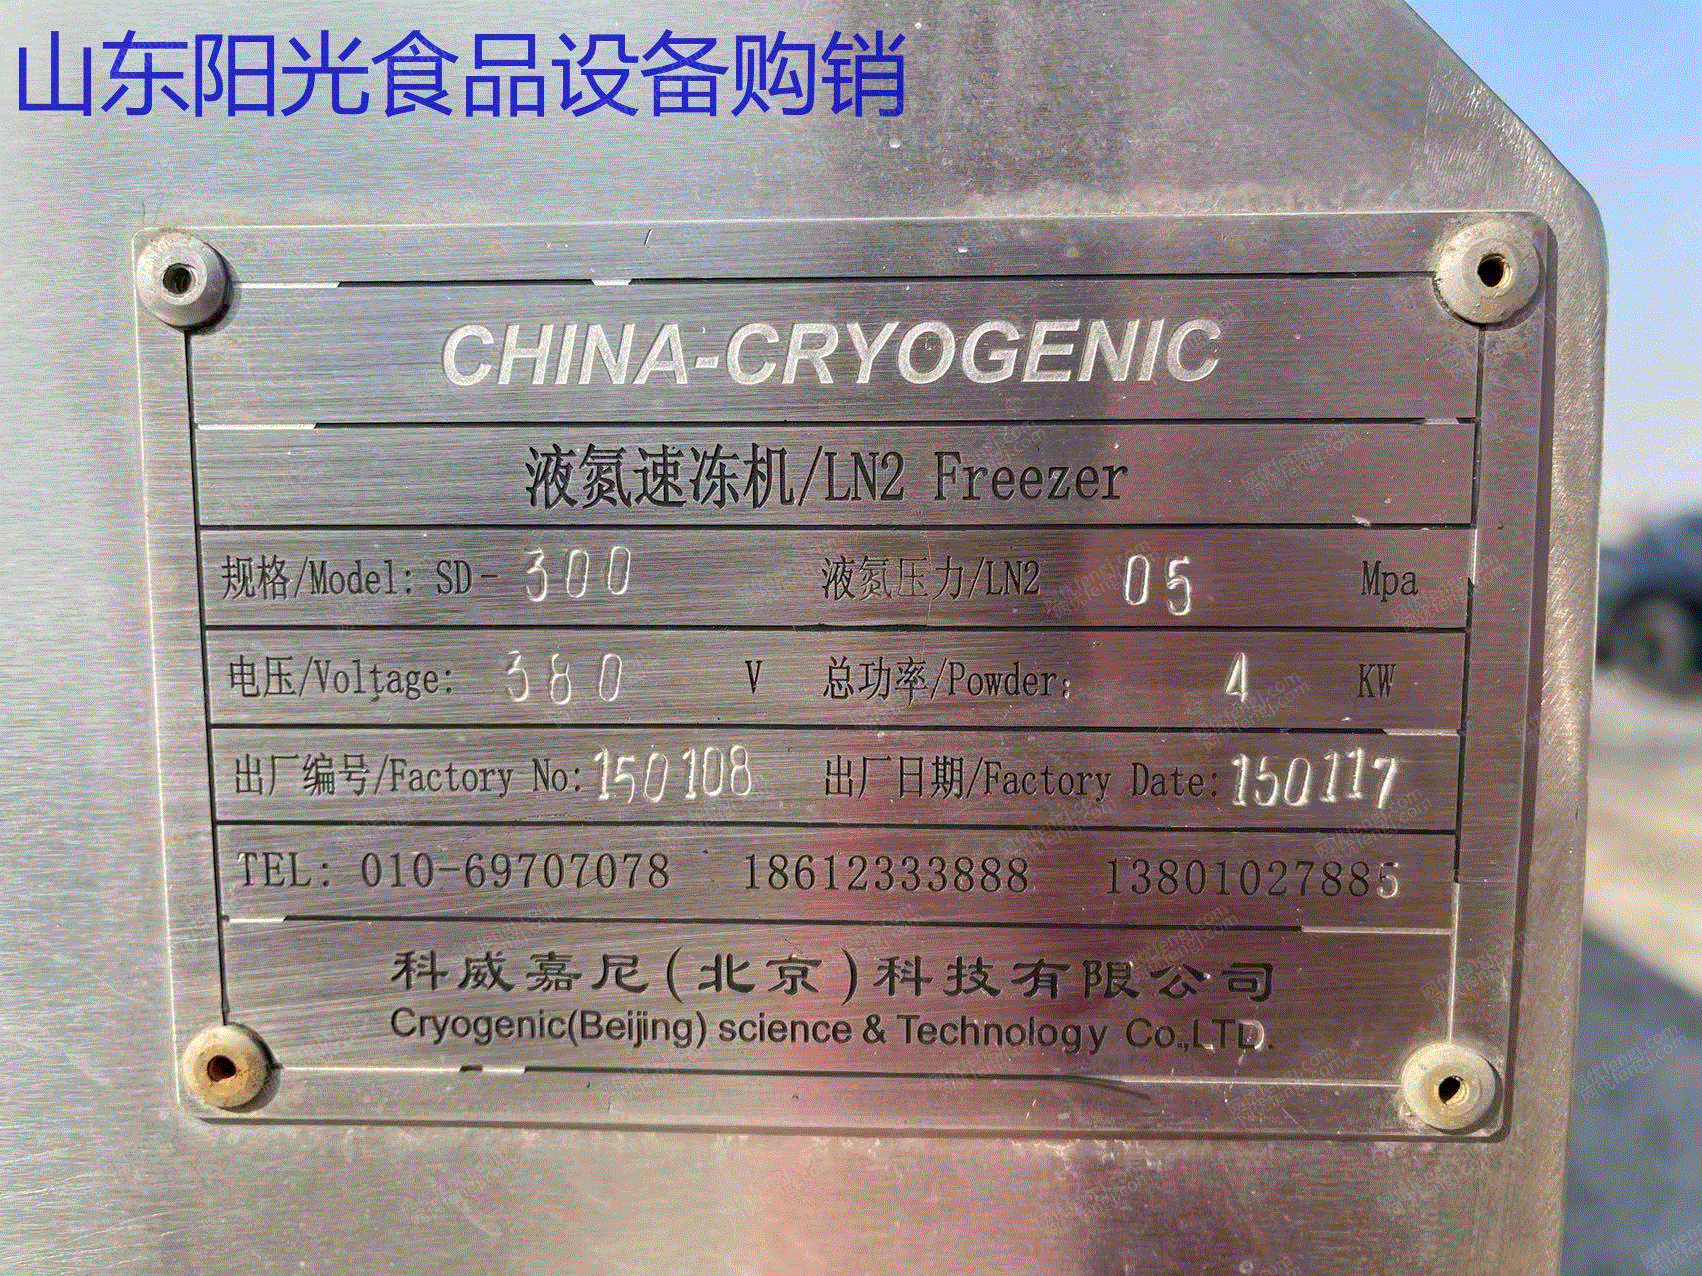 山东阳光食品设备购销
CHINA-CRYOGENIC
液氮速冻机/LN2 Freezer
规格/Model: SD- 300 液氮压力/LN2 05 Mpa
电压/Voltage: 380 V 总功率/Powder: 4 KW
出厂编号/Factory No: 150108 出厂日期/Factory Date: 150117
TEL: 010-69707078 18612333888 13801027885
科威嘉尼(北京)科技有限公司
Cryogenic(Beijing) science & Technology Co.,LTD.